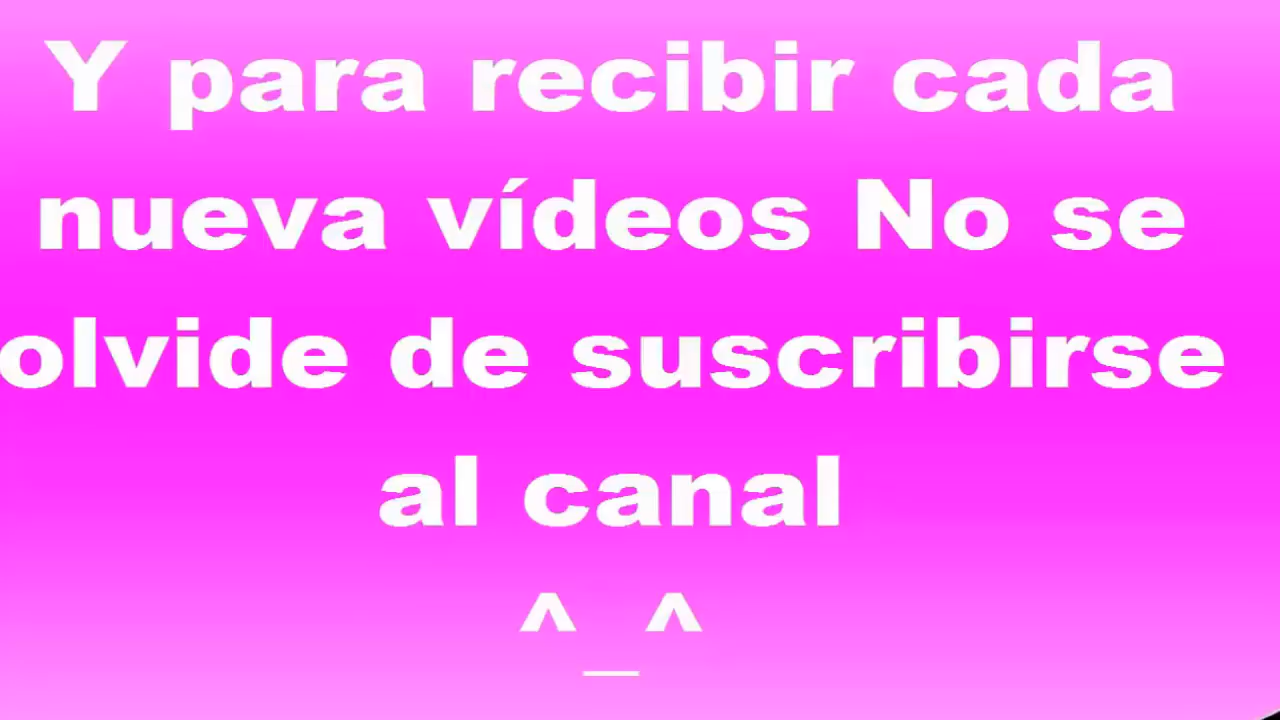 Y para recibir cada
nueva vídeos No se
olvide de suscribirse
al canal
^_^